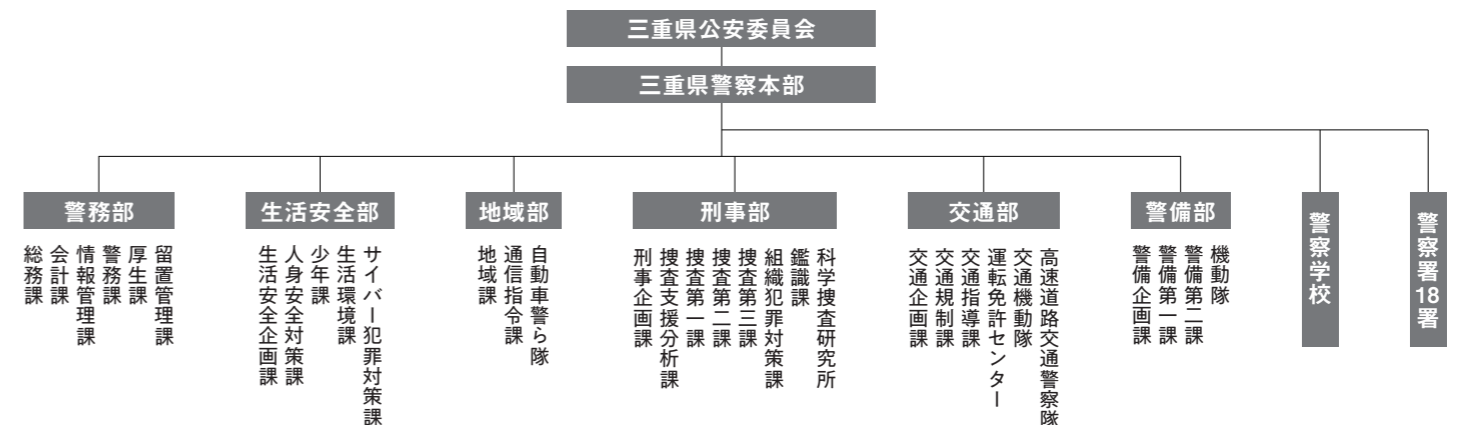 三重県公安委員会
三重県警察本部
警務部
総務課
会計課
情報管理課
警務課
厚生課
留置管理課
生活安全部
生活安全企画課
人身安全対策課
少年課
生活環境課
サイバー犯罪対策課
地域部
地域課
通信指令課
自動車警ら隊
刑事部
刑事企画課
捜査支援分析課
捜査第一課
捜査第二課
捜査第三課
組織犯罪対策課
鑑識課
科学捜査研究所
交通部
交通企画課
交通規制課
交通指導課
運転免許センター
交通機動隊
高速道路交通警察隊
警備部
警備企画課
警備第一課
警備第二課
機動隊
警察学校
警察署18署